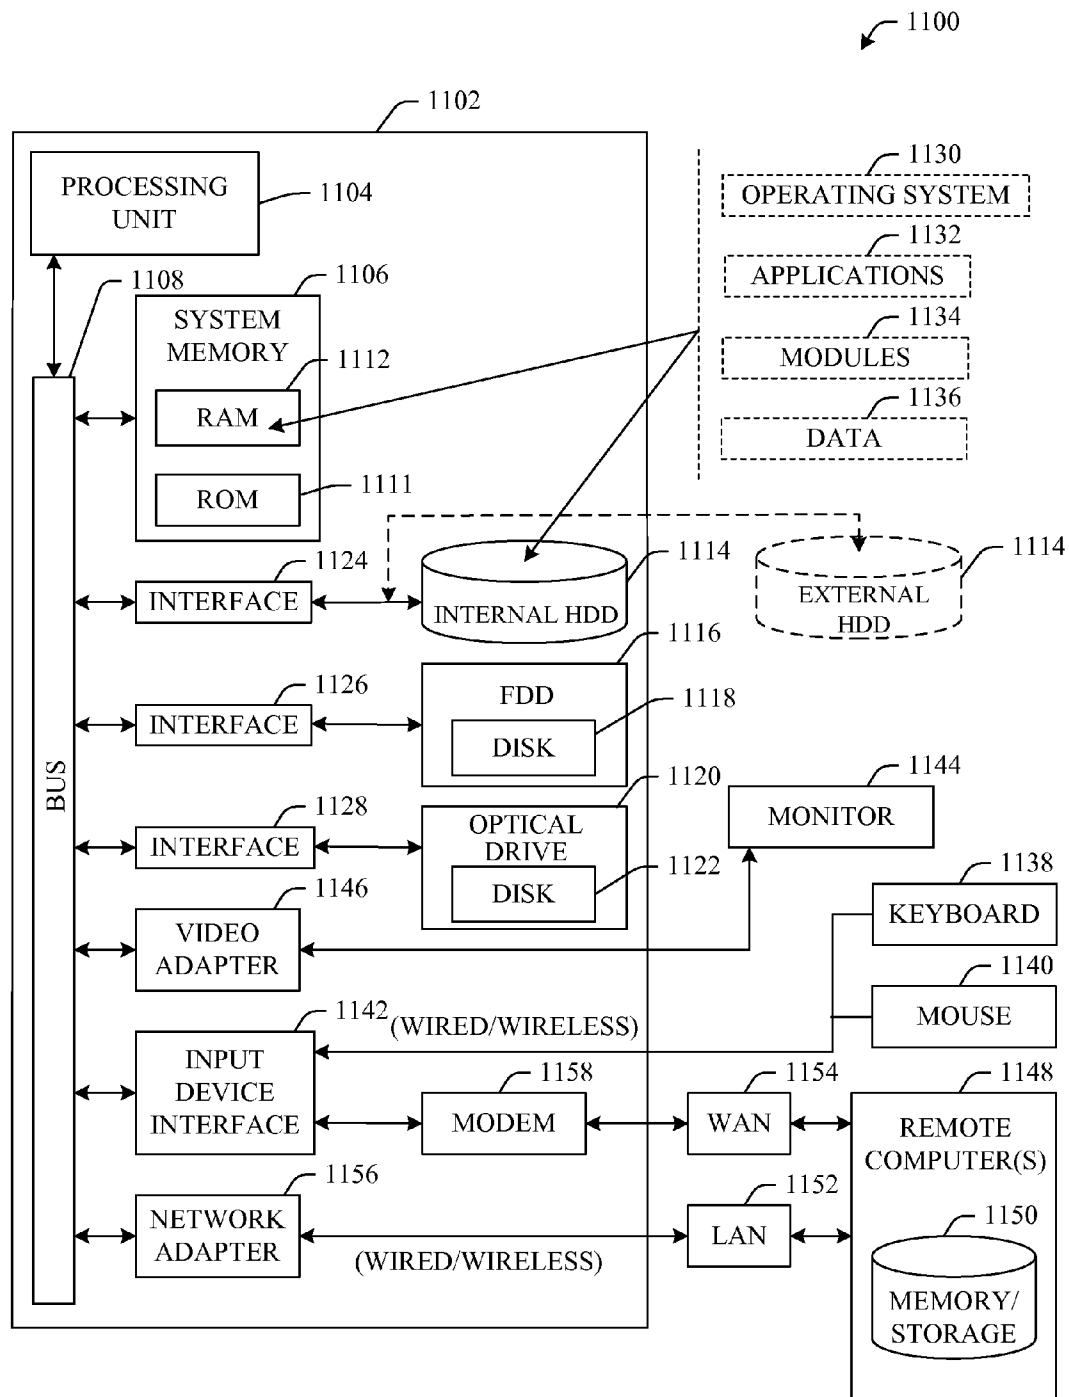 1100
1102
PROCESSING
UNIT
1104
1130
OPERATING SYSTEM
1132
APPLICATIONS
1134
MODULES
1136
DATA
1108
1106
SYSTEM
MEMORY
1112
RAM
1111
ROM
1124
INTERFACE
1114
INTERNAL HDD
1114
EXTERNAL
HDD
1126
INTERFACE
1116
FDD
1118
DISK
BUS
1128
INTERFACE
1120
OPTICAL
DRIVE
1122
DISK
1144
MONITOR
1146
VIDEO
ADAPTER
1138
KEYBOARD
1140
MOUSE
1142
(WIRED/WIRELESS)
INPUT
DEVICE
INTERFACE
1158
MODEM
1154
WAN
1148
REMOTE
COMPUTER(S)
1156
NETWORK
ADAPTER
(WIRED/WIRELESS)
1152
LAN
1150
MEMORY/
STORAGE